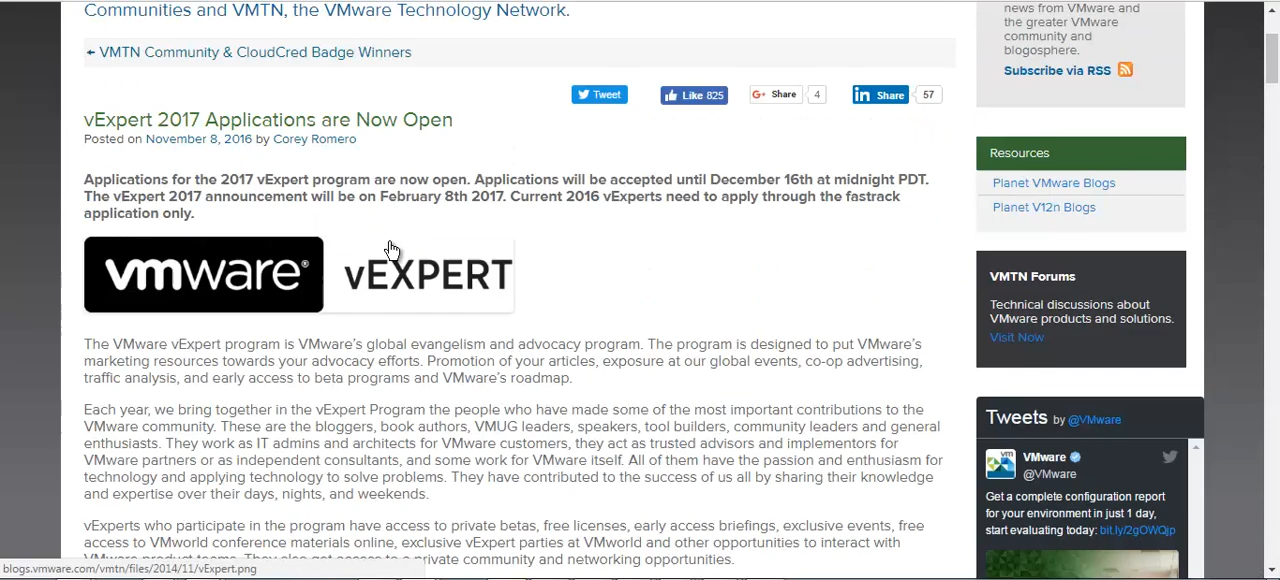 Communities and VMTN, the VMware Technology Network.
← VMTN Community & CloudCred Badge Winners
Tweet
Like 825
G+ Share 4
in Share 57
vExpert 2017 Applications are Now Open
Posted on November 8, 2016 by Corey Romero
Applications for the 2017 vExpert program are now open. Applications will be accepted until December 16th at midnight PDT.
The vExpert 2017 announcement will be on February 8th 2017. Current 2016 vExperts need to apply through the fastrack
application only.
vmware® vEXPERT
The VMware vExpert program is VMware's global evangelism and advocacy program. The program is designed to put VMware's
marketing resources towards your advocacy efforts. Promotion of your articles, exposure at our global events, co-op advertising,
traffic analysis, and early access to beta programs and VMware's roadmap.
Each year, we bring together in the vExpert Program the people who have made some of the most important contributions to the
VMware community. These are the bloggers, book authors, VMUG leaders, speakers, tool builders, community leaders and general
enthusiasts. They work as IT admins and architects for VMware customers, they act as trusted advisors and implementors for
VMware partners or as independent consultants, and some work for VMware itself. All of them have the passion and enthusiasm for
technology and applying technology to solve problems. They have contributed to the success of us all by sharing their knowledge
and expertise over their days, nights, and weekends.
vExperts who participate in the program have access to private betas, free licenses, early access briefings, exclusive events, free
access to VMworld conference materials online, exclusive vExpert parties at VMworld and other opportunities to interact with
VMware product teams. They also get access to a private community and networking opportunities.
blogs.vmware.com/vmtn/files/2014/11/vExpert.png
news from VMware and
the greater VMware
community and
blogosphere.
Subscribe via RSS
Resources
Planet VMware Blogs
Planet V12n Blogs
VMTN Forums
Technical discussions about
VMware products and solutions.
Visit Now
Tweets by @VMware
VMware
@VMware
Get a complete configuration report
for your environment in just 1 day,
start evaluating today: bit.ly/2gOWQjp